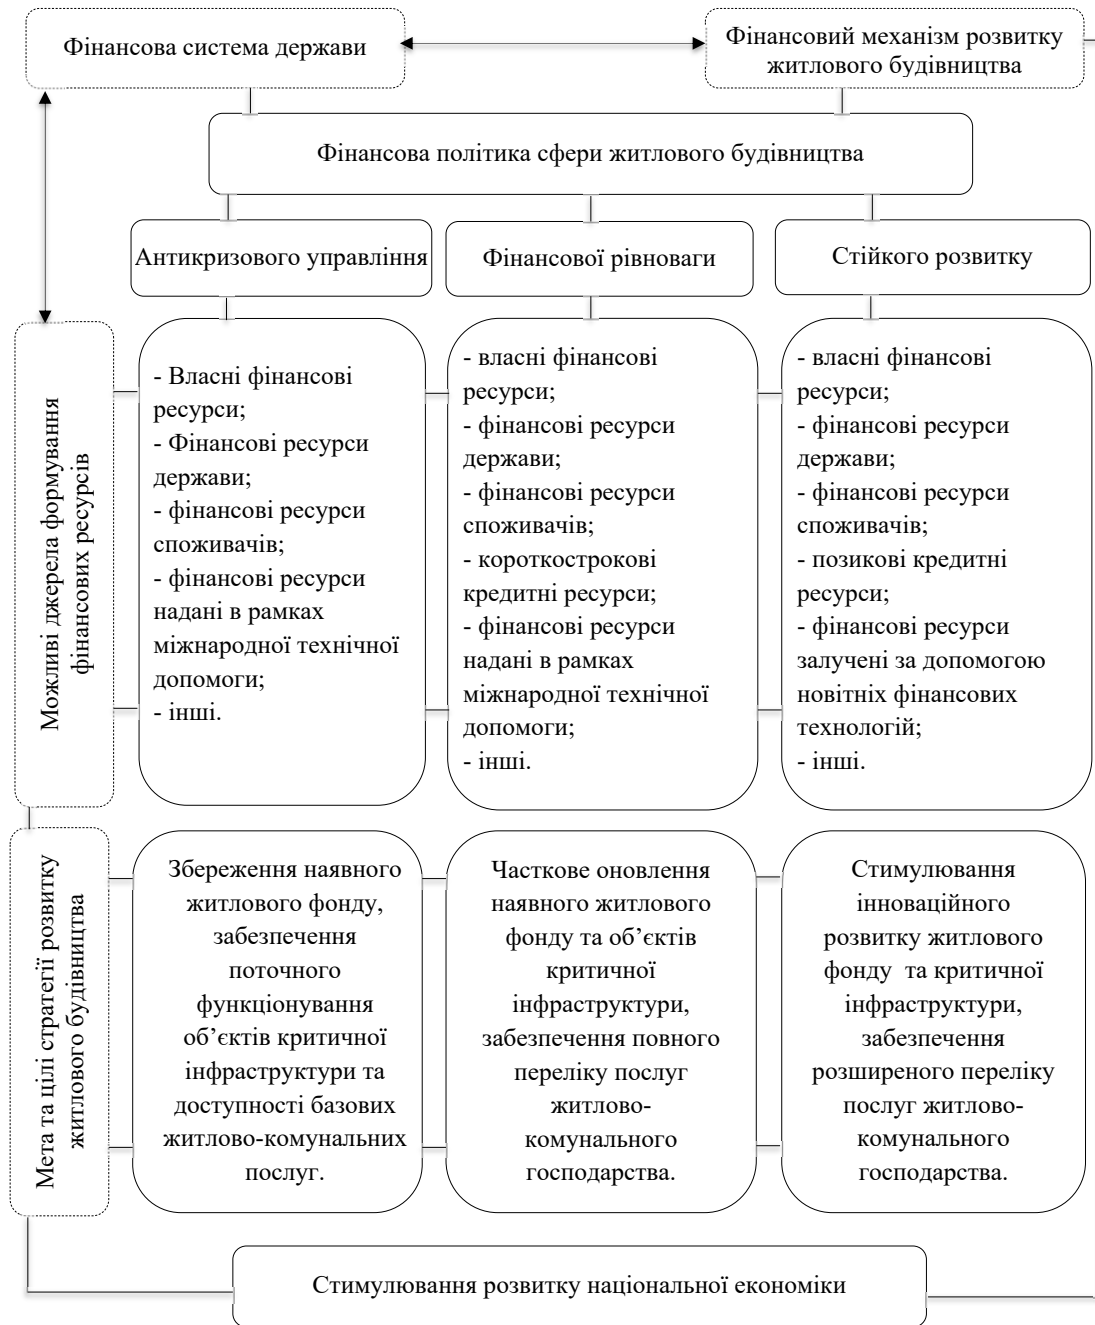 Фінансова система держави
Фінансовий механізм розвитку
житлового будівництва
Фінансова політика сфери житлового будівництва
Антикризового управління
Фінансової рівноваги
Стійкого розвитку
Можливі джерела формування
фінансових ресурсів
- Власні фінансові
ресурси;
- Фінансові ресурси
держави;
- фінансові ресурси
споживачів;
- фінансові ресурси
надані в рамках
міжнародної технічної
допомоги;
- інші.
- власні фінансові
ресурси;
- фінансові ресурси
держави;
- фінансові ресурси
споживачів;
- короткострокові
кредитні ресурси;
- фінансові ресурси
надані в рамках
міжнародної технічної
допомоги;
- інші.
- власні фінансові
ресурси;
- фінансові ресурси
держави;
- фінансові ресурси
споживачів;
- позикові кредитні
ресурси;
- фінансові ресурси
залучені за допомогою
новітніх фінансових
технологій;
- інші.
Мета та цілі стратегії розвитку
житлового будівництва
Збереження наявного
житлового фонду,
забезпечення
поточного
функціонування
об’єктів критичної
інфраструктури та
доступності базових
житлово-комунальних
послуг.
Часткове оновлення
наявного житлового
фонду та об’єктів
критичної
інфраструктури,
забезпечення повного
переліку послуг
житлово-
комунального
господарства.
Стимулювання
інноваційного
розвитку житлового
фонду та критичної
інфраструктури,
забезпечення
розширеного переліку
послуг житлово-
комунального
господарства.
Стимулювання розвитку національної економіки